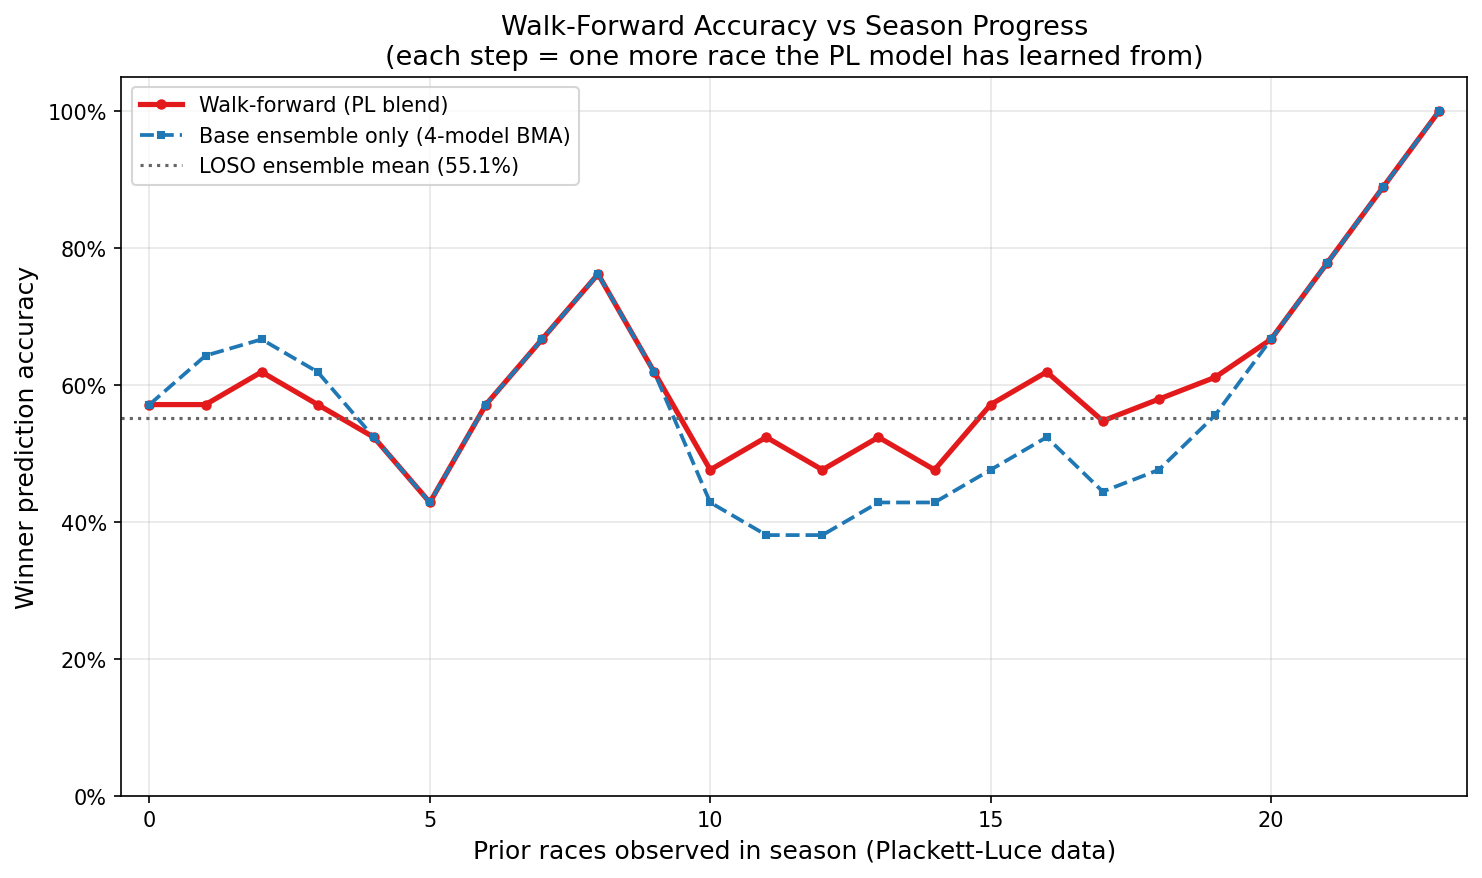 Walk-Forward Accuracy vs Season Progress
(each step = one more race the PL model has learned from)
Walk-forward (PL blend)
Base ensemble only (4-model BMA)
LOSO ensemble mean (55.1%)
Winner prediction accuracy
100%
80%
60%
40%
20%
0%
0 5 10 15 20
Prior races observed in season (Plackett-Luce data)